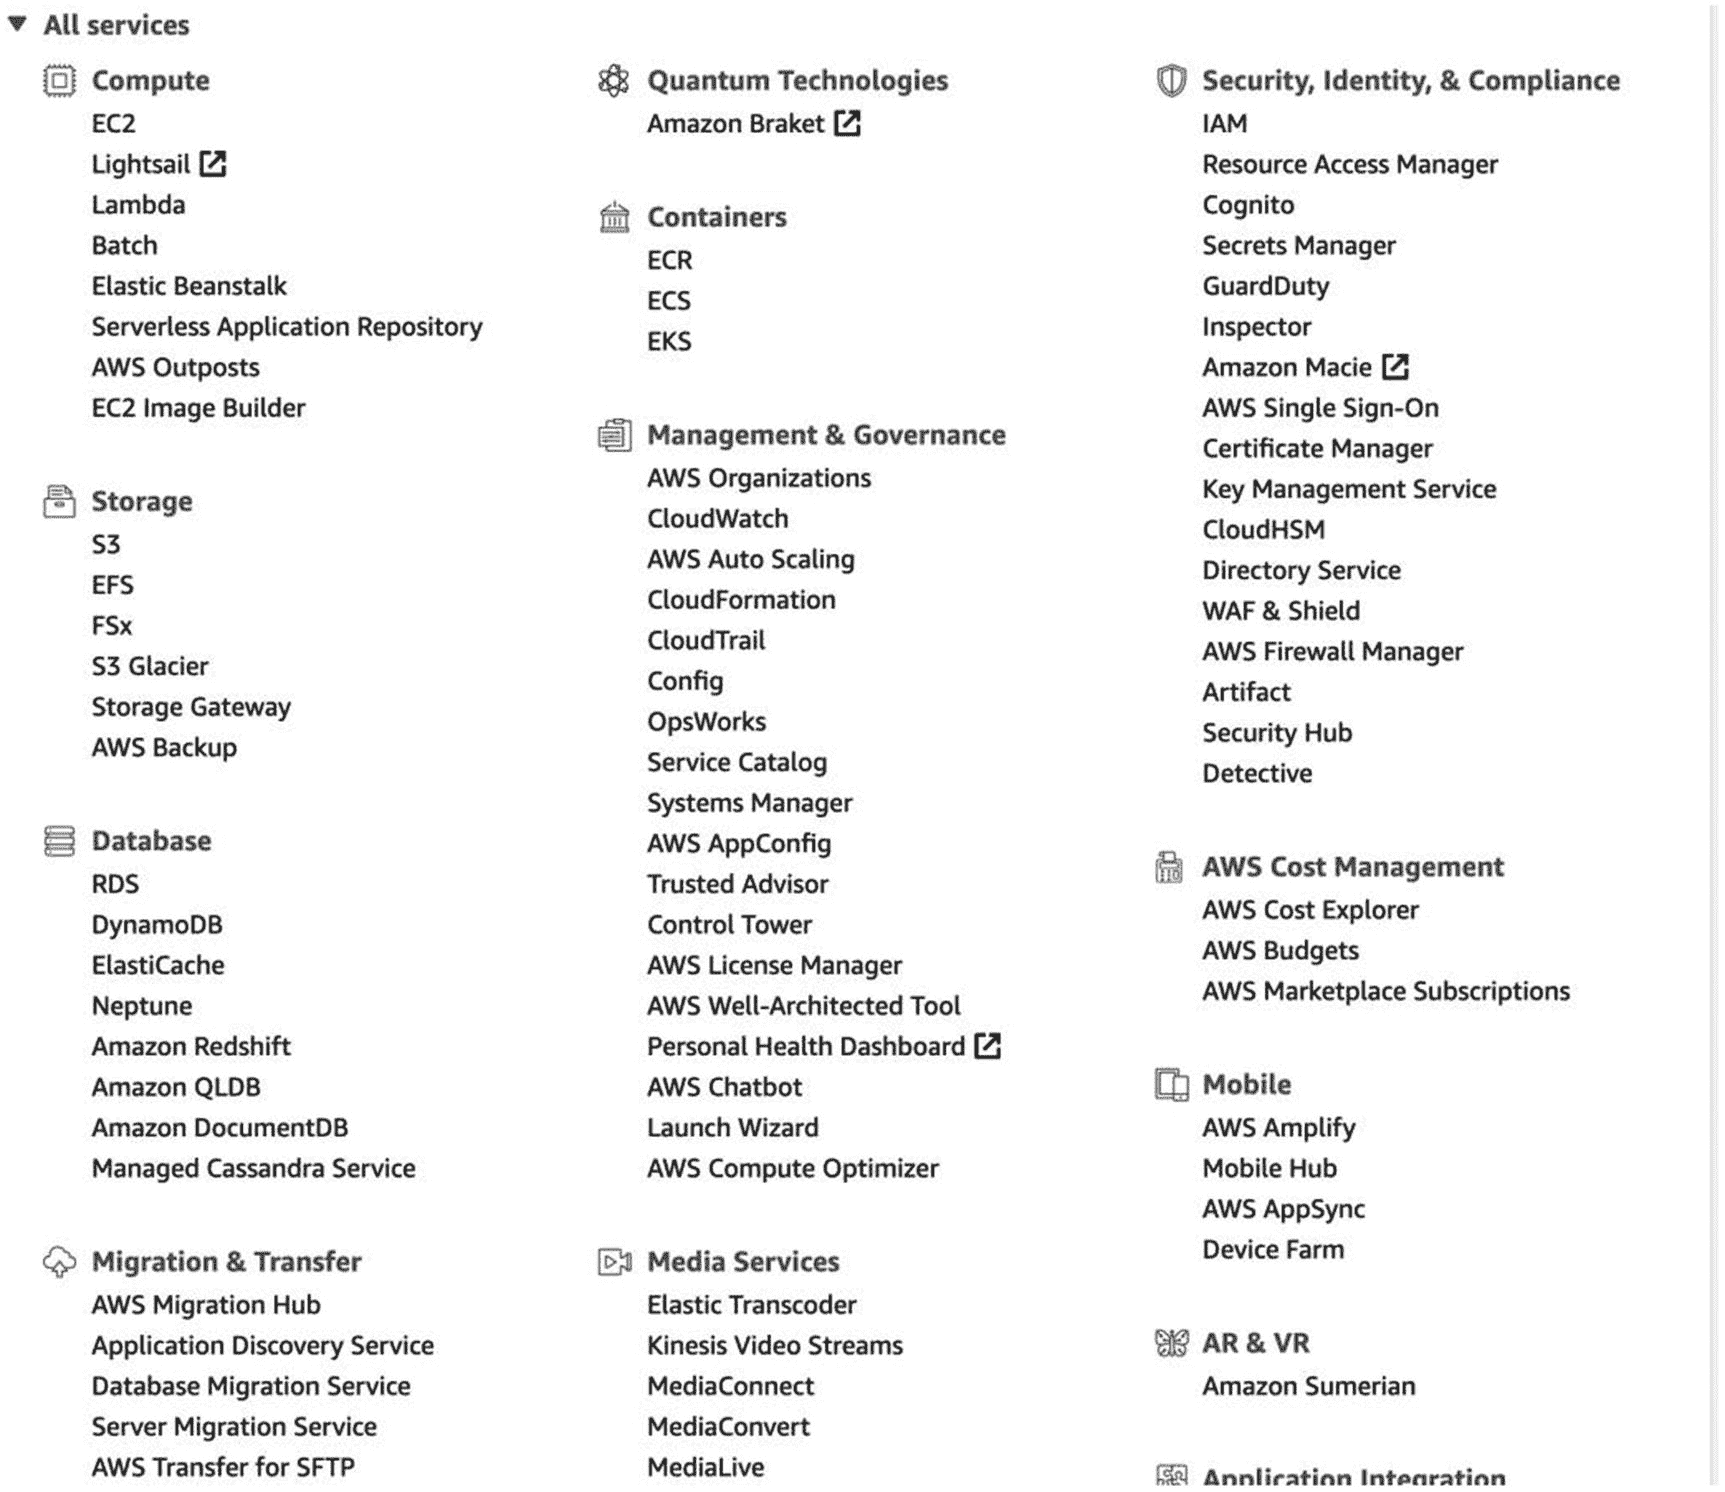 All services
Compute
EC2
Lightsail
Lambda
Batch
Elastic Beanstalk
Serverless Application Repository
AWS Outposts
EC2 Image Builder
Storage
S3
EFS
FSx
S3 Glacier
Storage Gateway
AWS Backup
Database
RDS
DynamoDB
ElastiCache
Neptune
Amazon Redshift
Amazon QLDB
Amazon DocumentDB
Managed Cassandra Service
Migration & Transfer
AWS Migration Hub
Application Discovery Service
Database Migration Service
Server Migration Service
AWS Transfer for SFTP
Quantum Technologies
Amazon Braket
Containers
ECR
ECS
EKS
Management & Governance
AWS Organizations
CloudWatch
AWS Auto Scaling
CloudFormation
CloudTrail
Config
OpsWorks
Service Catalog
Systems Manager
AWS AppConfig
Trusted Advisor
Control Tower
AWS License Manager
AWS Well-Architected Tool
Personal Health Dashboard
AWS Chatbot
Launch Wizard
AWS Compute Optimizer
Media Services
Elastic Transcoder
Kinesis Video Streams
MediaConnect
MediaConvert
MediaLive
Security, Identity, & Compliance
IAM
Resource Access Manager
Cognito
Secrets Manager
GuardDuty
Inspector
Amazon Macie
AWS Single Sign-On
Certificate Manager
Key Management Service
CloudHSM
Directory Service
WAF & Shield
AWS Firewall Manager
Artifact
Security Hub
Detective
AWS Cost Management
AWS Cost Explorer
AWS Budgets
AWS Marketplace Subscriptions
Mobile
AWS Amplify
Mobile Hub
AWS AppSync
Device Farm
AR & VR
Amazon Sumerian
Application Integration